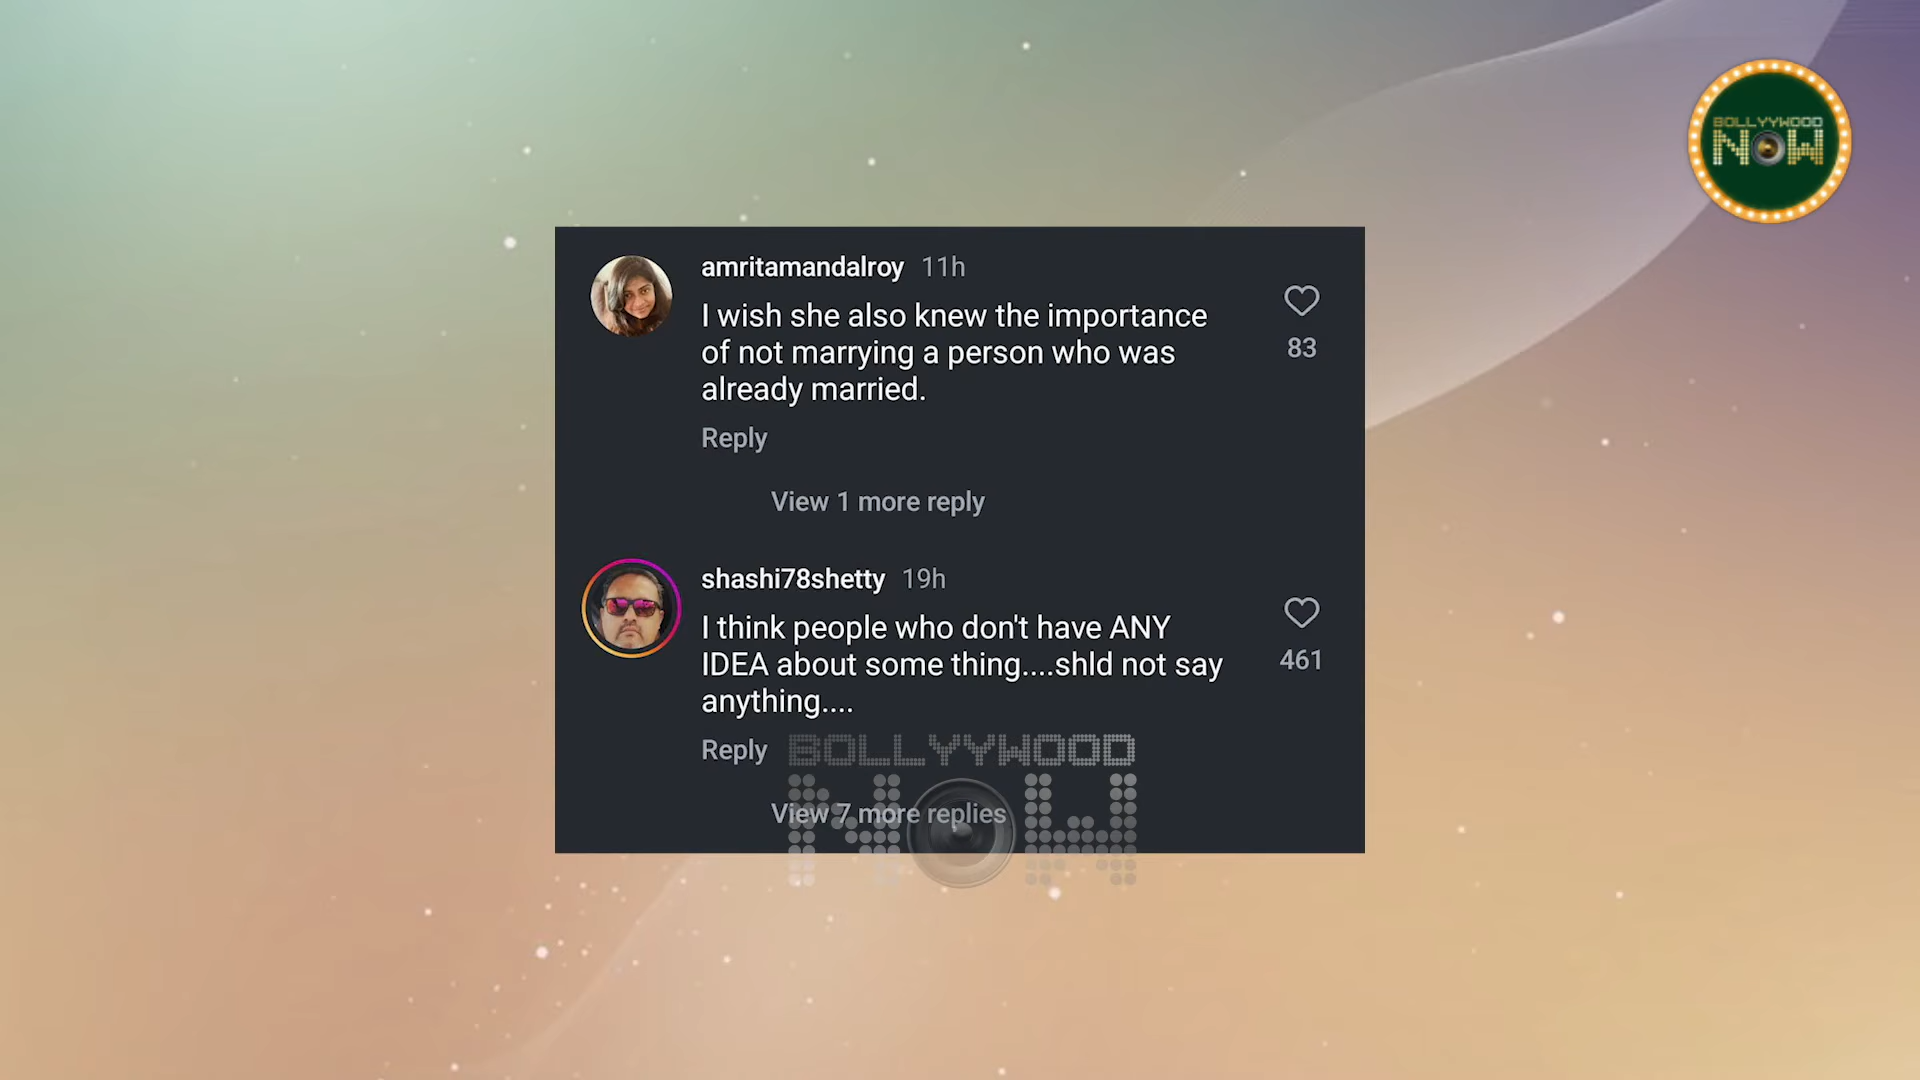 BOLLYYWOOD
NOW
amritamandalroy 11h
I wish she also knew the importance
of not marrying a person who was
already married.
83
Reply
View 1 more reply
shashi78shetty 19h
I think people who don't have ANY
IDEA about some thing....shld not say
anything....
461
Reply
View 7 more replies
BOLLYYWOOD
NOW